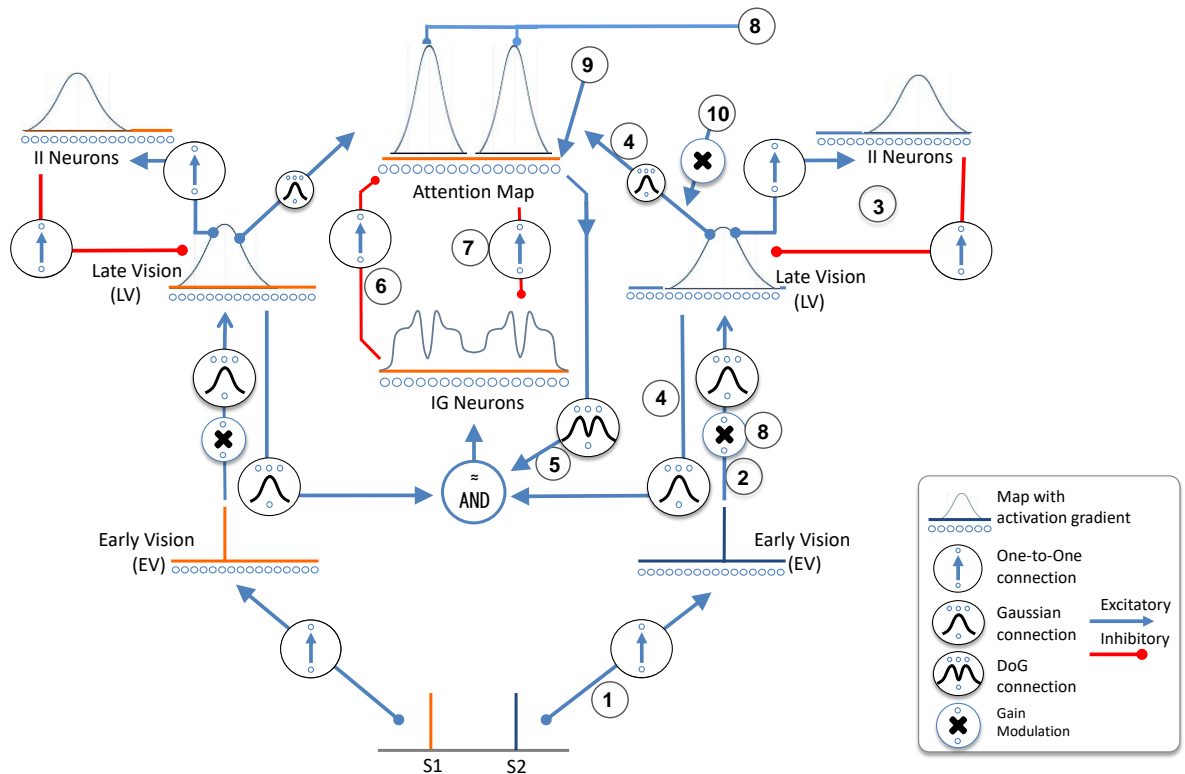 8
9
10
4
II Neurons
II Neurons
Attention Map
3
7
Late Vision
(LV)
6
Late Vision
(LV)
IG Neurons
4
8
5
2
≈
AND
Early Vision
(EV)
Early Vision
(EV)
1
S1
S2
Map with
activation gradient
One-to-One
connection
Gaussian
connection
Excitatory
Inhibitory
DoG
connection
Gain
Modulation